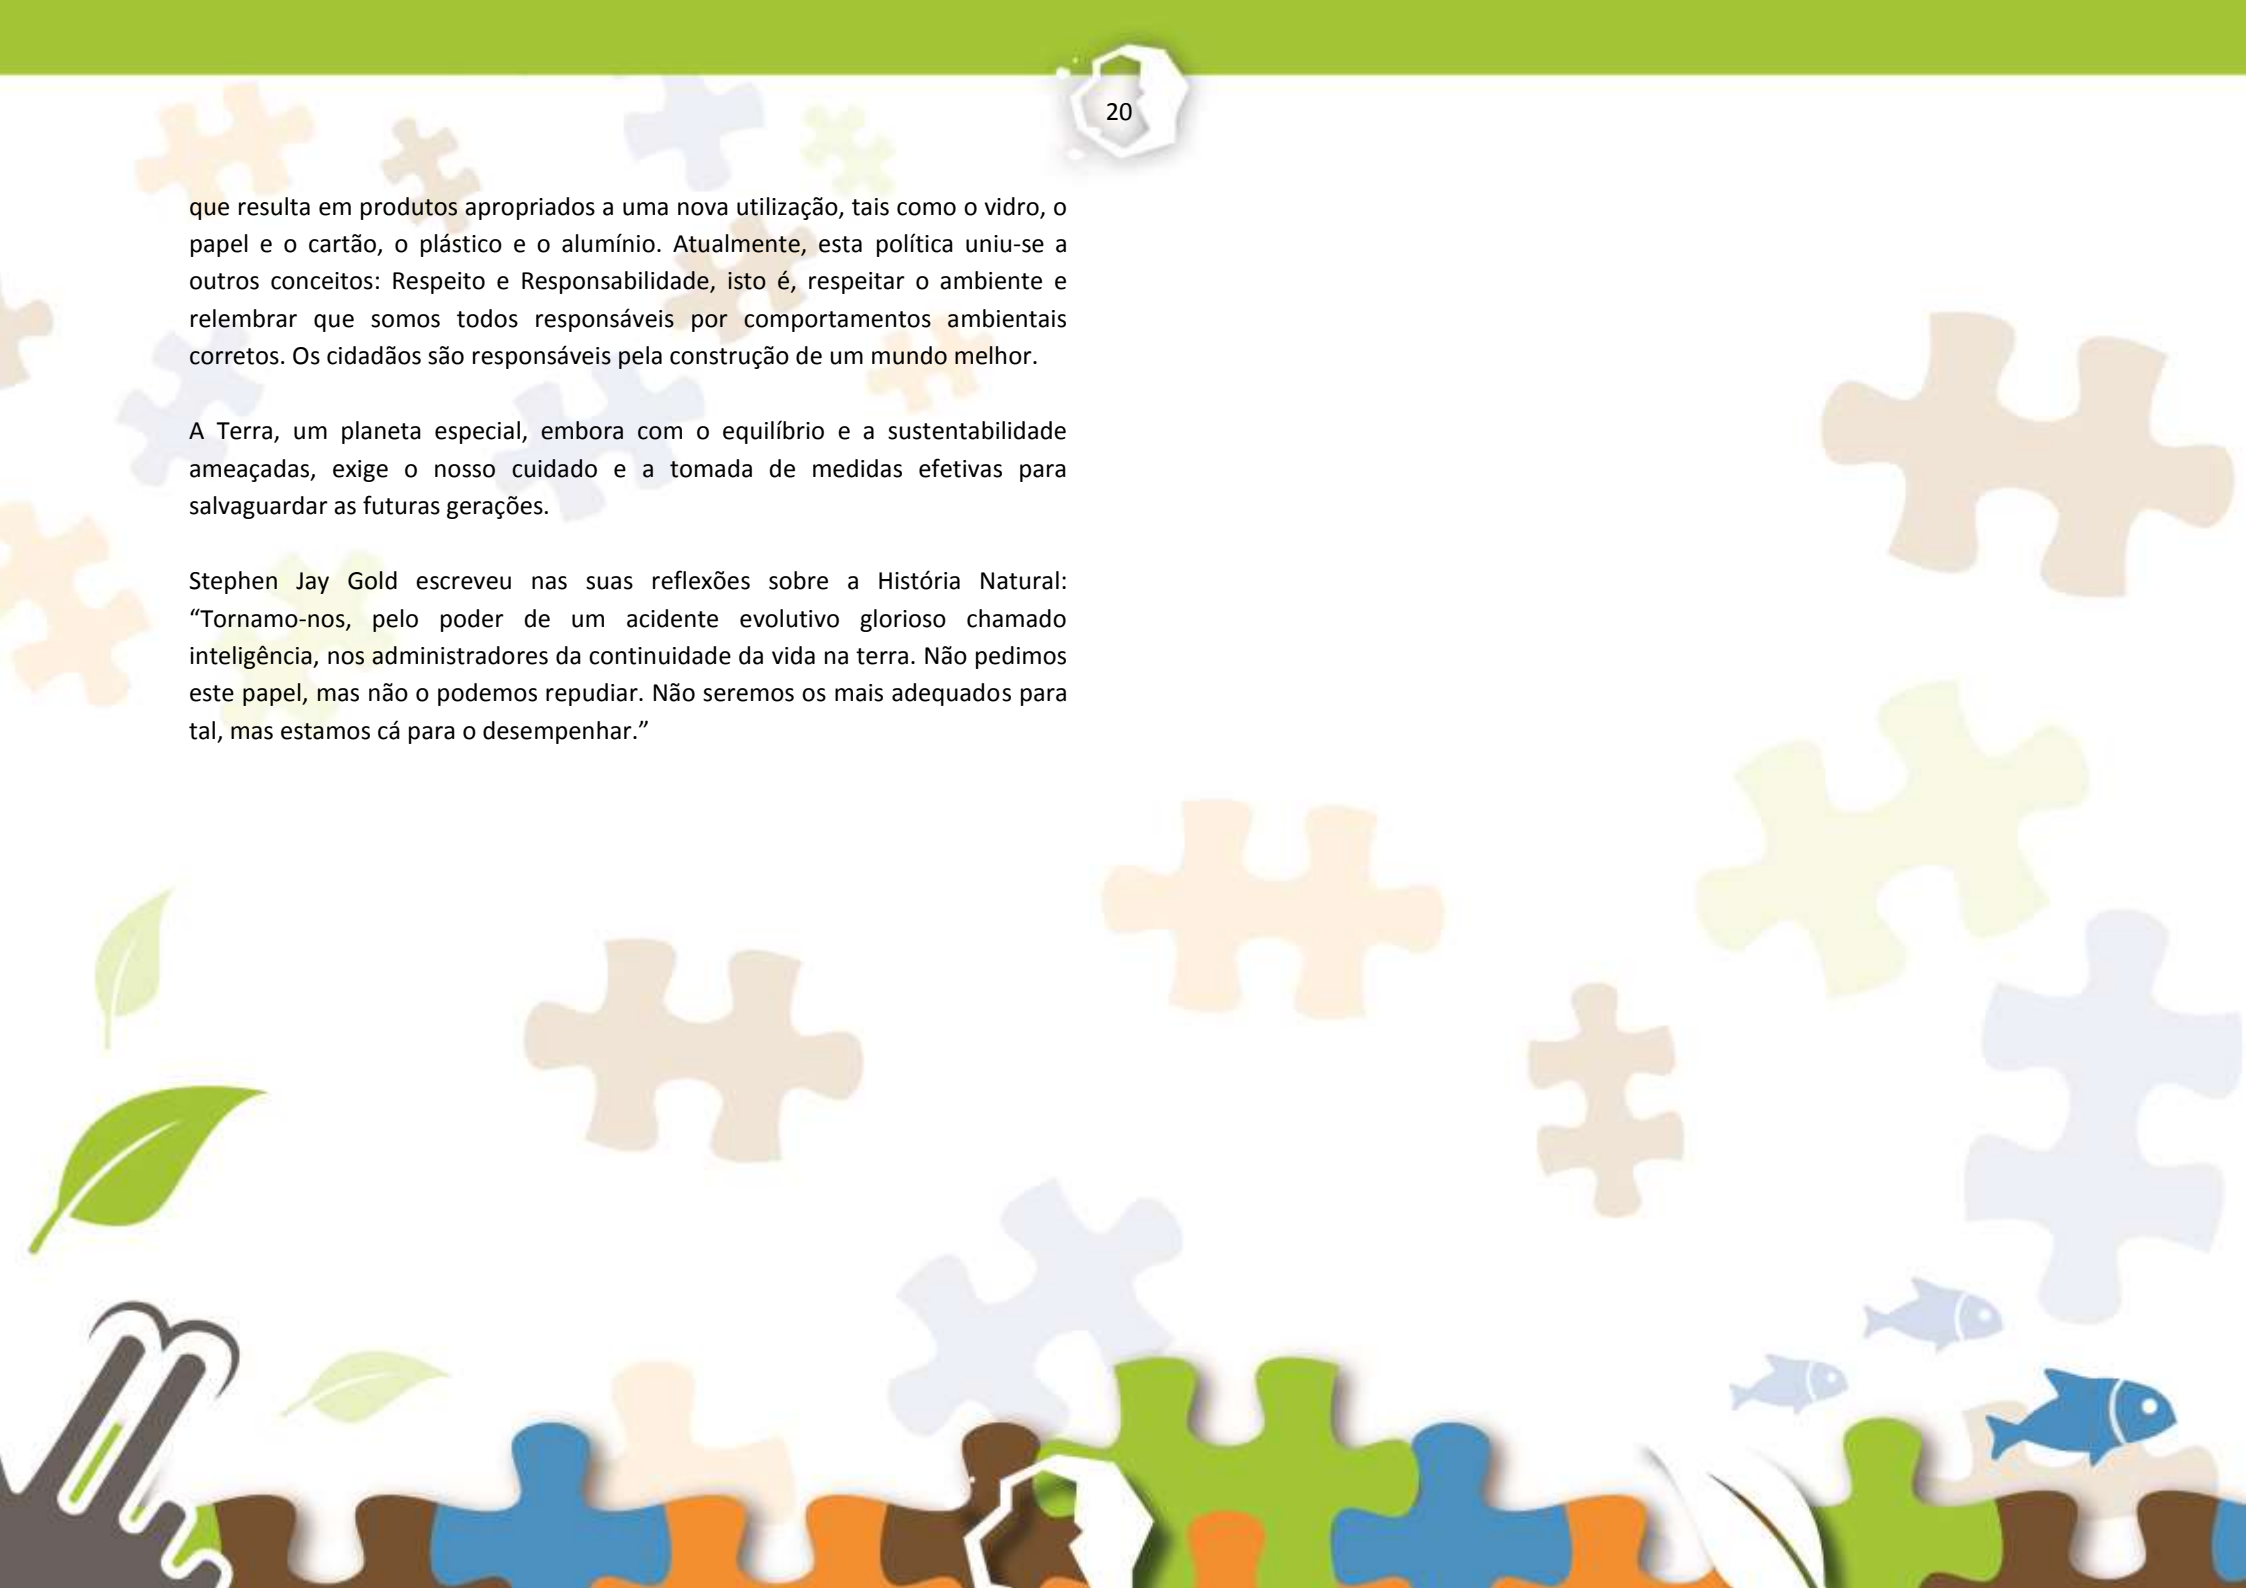 20
que resulta em produtos apropriados a uma nova utilização, tais como o vidro, o
papel e o cartão, o plástico e o alumínio. Atualmente, esta política uniu-se a
outros conceitos: Respeito e Responsabilidade, isto é, respeitar o ambiente e
relembrar que somos todos responsáveis por comportamentos ambientais
corretos. Os cidadãos são responsáveis pela construção de um mundo melhor.
A Terra, um planeta especial, embora com o equilíbrio e a sustentabilidade
ameaçadas, exige o nosso cuidado e a tomada de medidas efetivas para
salvaguardar as futuras gerações.
Stephen Jay Gold escreveu nas suas reflexões sobre a História Natural:
“Tornamo-nos, pelo poder de um acidente evolutivo glorioso chamado
inteligência, nos administradores da continuidade da vida na terra. Não pedimos
este papel, mas não o podemos repudiar. Não seremos os mais adequados para
tal, mas estamos cá para o desempenhar.”